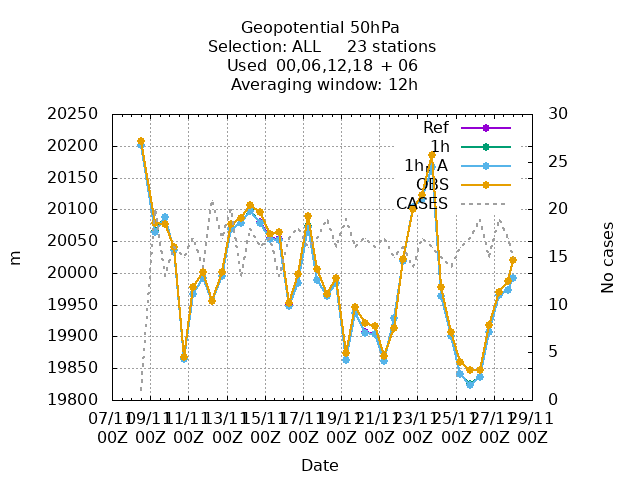 Geopotential 50hPa
Selection: ALL 23 stations
Used 00,06,12,18 + 06
Averaging window: 12h
20250
20200
20150
20100
20050
20000
19950
19900
19850
19800
m
30
25
20
15
10
5
0
No cases
Ref
1h
1h_A
OBS
CASES
07/11 09/11 11/11 13/11 15/11 17/11 19/11 21/11 23/11 25/11 27/11 29/11
00Z 00Z 00Z 00Z 00Z 00Z 00Z 00Z 00Z 00Z 00Z 00Z
Date